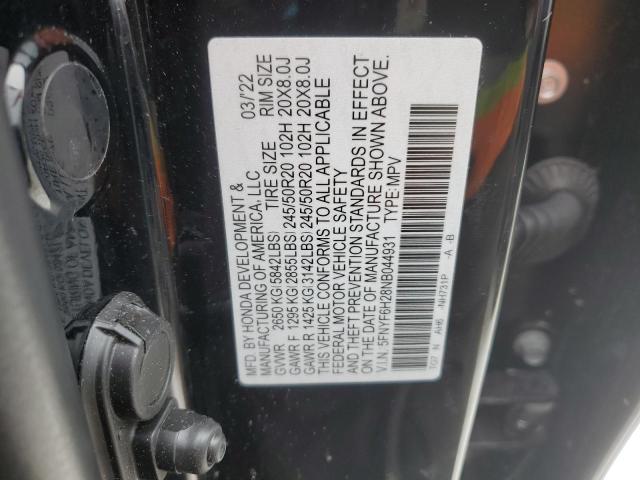 MFD. BY HONDA DEVELOPMENT & 03/22
MANUFACTURING OF AMERICA, LLC
GVWR 2650 KG(5842LBS) TIRE SIZE RIM SIZE
GAWR F 1295 KG(2855LBS) 245/50R20 102H 20X8.0J
GAWR R 1425 KG(3142LBS) 245/50R20 102H 20X8.0J
THIS VEHICLE CONFORMS TO ALL APPLICABLE
FEDERAL MOTOR VEHICLE SAFETY
AND THEFT PREVENTION STANDARDS IN EFFECT
ON THE DATE OF MANUFACTURE SHOWN ABOVE.
V.I.N. 5FNYF6H28NB044931 TYPE:MPV
TG7 N AH6 -NH731P -A -B